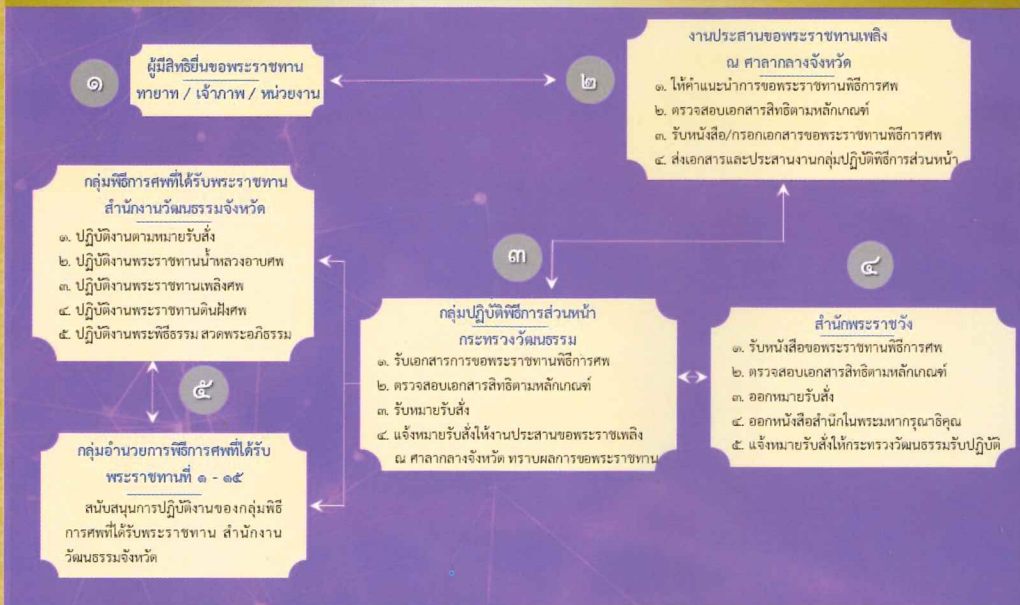 ๑
ผู้มีสิทธิยื่นขอพระราชทาน
ทายาท / เจ้าภาพ / หน่วยงาน
๒
งานประสานขอพระราชทานเพลิง
ณ ศาลากลางจังหวัด
๑. ให้คำแนะนำการขอพระราชทานพิธีการศพ
๒. ตรวจสอบเอกสารสิทธิตามหลักเกณฑ์
๓. รับหนังสือ/กรอกเอกสารขอพระราชทานพิธีการศพ
๔. ส่งเอกสารและประสานงานกลุ่มปฏิบัติพิธีการส่วนหน้า
๓
กลุ่มปฏิบัติพิธีการส่วนหน้า
กระทรวงวัฒนธรรม
๑. รับเอกสารการขอพระราชทานพิธีการศพ
๒. ตรวจสอบเอกสารสิทธิตามหลักเกณฑ์
๓. รับหมายรับสั่ง
๔. แจ้งหมายรับสั่งให้งานประสานขอพระราชเพลิง
ณ ศาลากลางจังหวัด ทราบผลการขอพระราชทาน
๔
สำนักพระราชวัง
๑. รับหนังสือขอพระราชทานพิธีการศพ
๒. ตรวจสอบเอกสารสิทธิตามหลักเกณฑ์
๓. ออกหมายรับสั่ง
๔. ออกหนังสือสำนึกในพระมหากรุณาธิคุณ
๕. แจ้งหมายรับสั่งให้กระทรวงวัฒนธรรมรับปฏิบัติ
กลุ่มพิธีการศพที่ได้รับพระราชทาน
สำนักงานวัฒนธรรมจังหวัด
๑. ปฏิบัติงานตามหมายรับสั่ง
๒. ปฏิบัติงานพระราชทานน้ำหลวงอาบศพ
๓. ปฏิบัติงานพระราชทานเพลิงศพ
๔. ปฏิบัติงานพระราชทานดินฝังศพ
๕. ปฏิบัติงานพระพิธีธรรม สวดพระอภิธรรม
๕
กลุ่มอำนวยการพิธีการศพที่ได้รับ
พระราชทานที่ ๑ - ๑๕
สนับสนุนการปฏิบัติงานของกลุ่มพิธี
การศพที่ได้รับพระราชทาน สำนักงาน
วัฒนธรรมจังหวัด